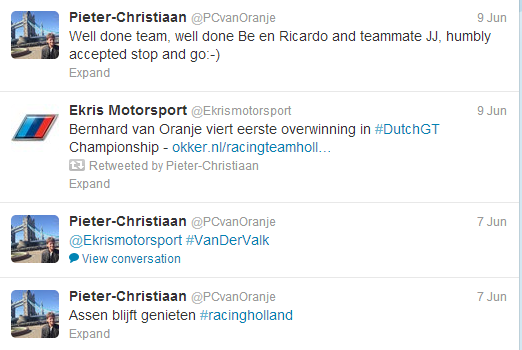 Pieter-Christiaan @PCvanOranje 9 Jun
Well done team, well done Be en Ricardo and teammate JJ, humbly
accepted stop and go:-)
Expand
Ekris Motorsport @Ekrismotorsport 9 Jun
Bernhard van Oranje viert eerste overwinning in #DutchGT
Championship - okker.nl/racingteamholl…
Retweeted by Pieter-Christiaan
Expand
Pieter-Christiaan @PCvanOranje 7 Jun
@Ekrismotorsport #VanDerValk
View conversation
Pieter-Christiaan @PCvanOranje 7 Jun
Assen blijft genieten #racingholland
Expand